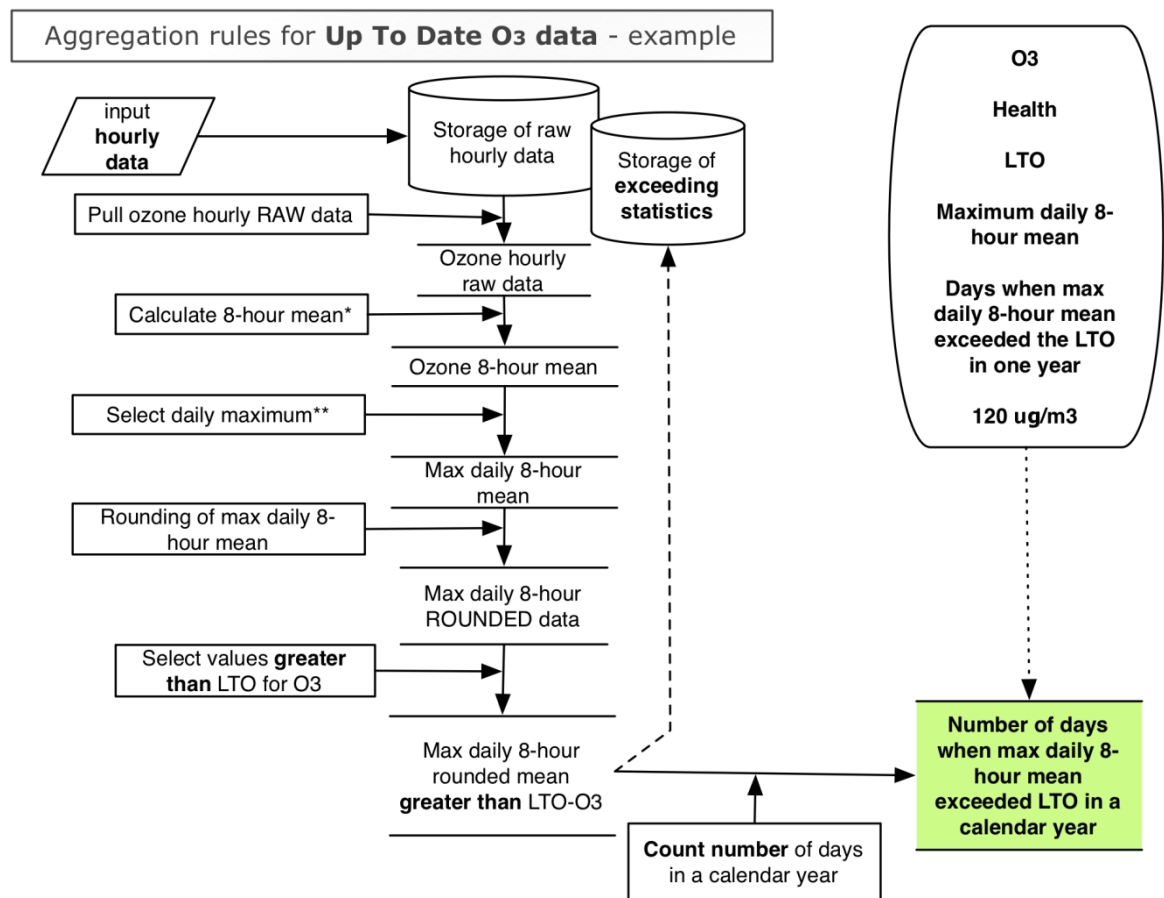 Aggregation rules for Up To Date O3 data - example
input
hourly
data
Storage of raw
hourly data
Storage of
exceeding
statistics
Pull ozone hourly RAW data
Ozone hourly
raw data
Calculate 8-hour mean*
Ozone 8-hour mean
Select daily maximum**
Max daily 8-hour
mean
Rounding of max daily 8-
hour mean
Max daily 8-hour
ROUNDED data
Select values greater
than LTO for O3
Max daily 8-hour
rounded mean
greater than LTO-O3
Count number of days
in a calendar year
O3
Health
LTO
Maximum daily 8-
hour mean
Days when max
daily 8-hour mean
exceeded the LTO
in one year
120 ug/m3
Number of days
when max daily 8-
hour mean
exceeded LTO in a
calendar year